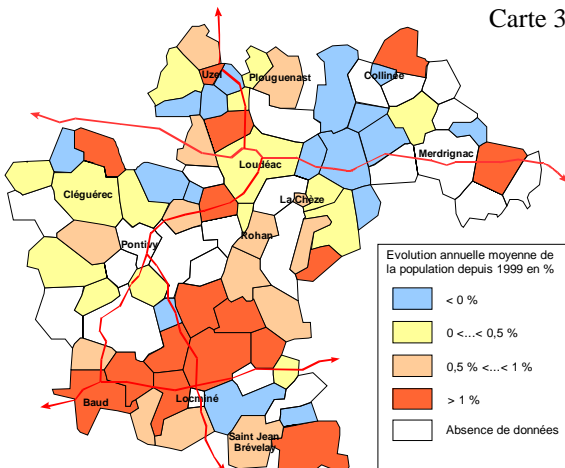 Carte 3
Uzel
Plouguenast
Collinée
Loudéac
Merdrignac
Cléguérec
La Chèze
Rohan
Pontivy
Baud
Locminé
Saint Jean
Brévelay
Evolution annuelle moyenne de
la population depuis 1999 en %
< 0 %
0 <...< 0,5 %
0,5 % <...< 1 %
> 1 %
Absence de données